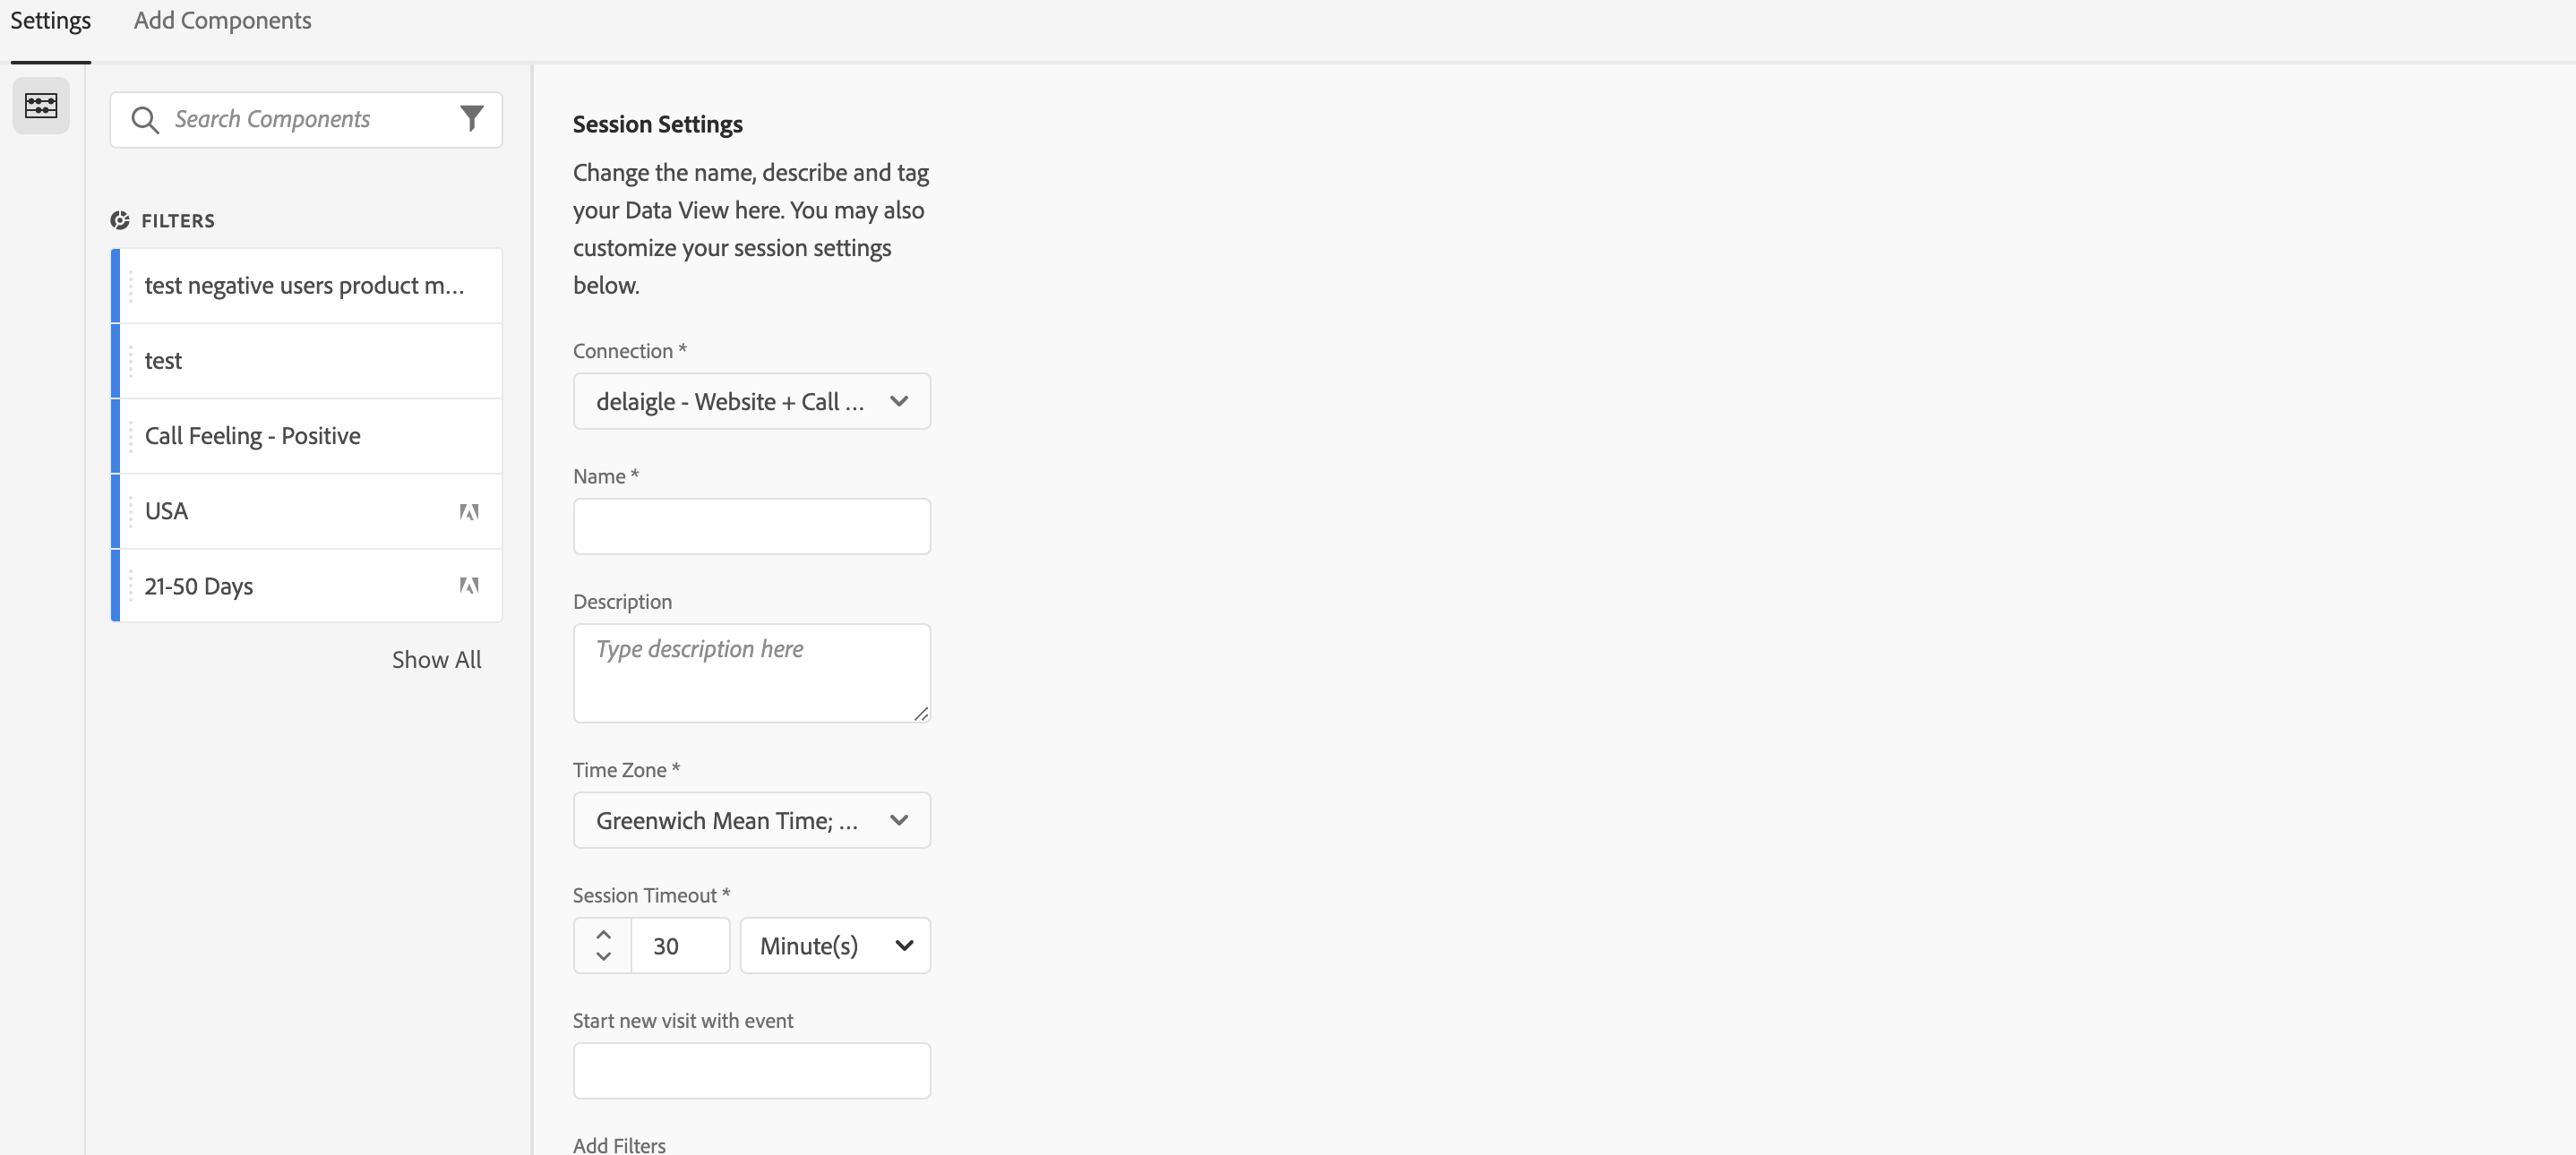 Settings
Add Components
Search Components
FILTERS
test negative users product m...
test
Call Feeling - Positive
USA
21-50 Days
Show All
Session Settings
Change the name, describe and tag
your Data View here. You may also
customize your session settings
below.
Connection *
delaigle - Website + Call ...
Name *
Description
Type description here
Time Zone *
Greenwich Mean Time; ...
Session Timeout *
30
Minute(s)
Start new visit with event
Add Filters